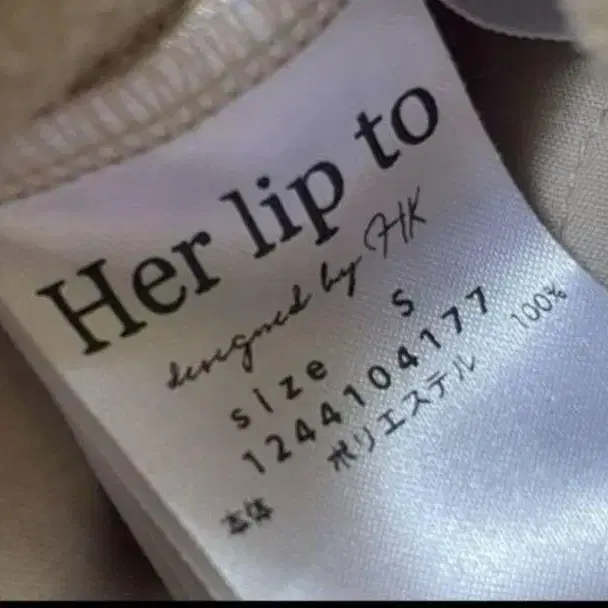 Her lip to
designed by HK
size S
1244104177
本体 ポリエステル 100%